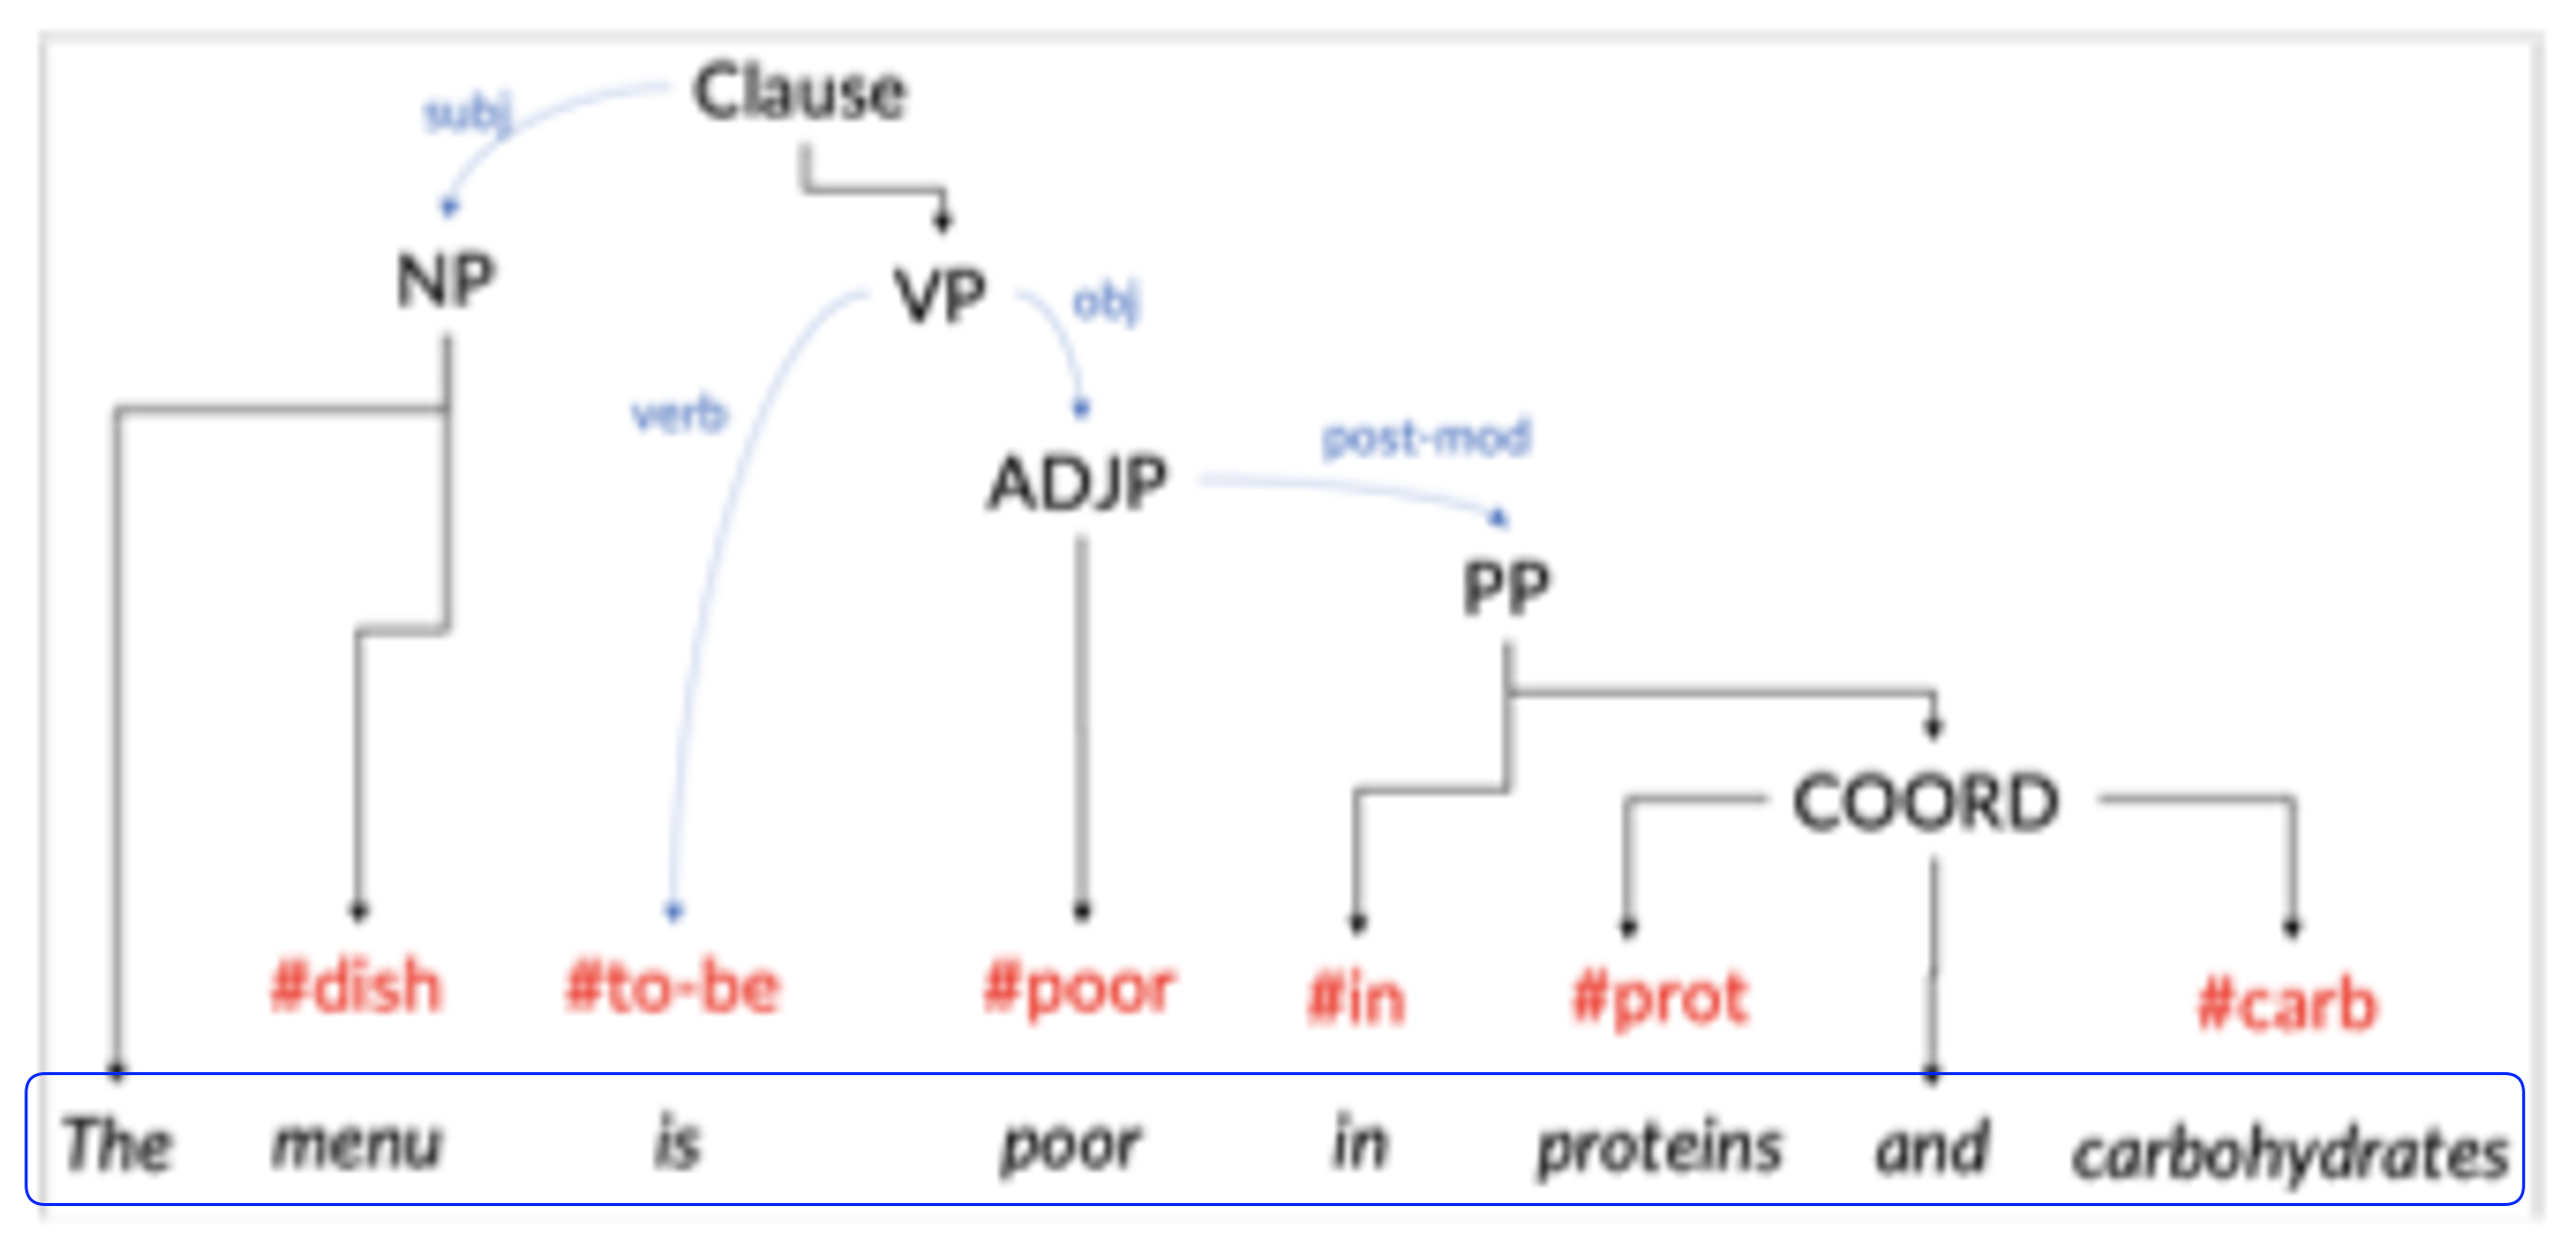 Clause
subj
NP
VP
obj
verb
post-mod
ADJP
PP
COORD
#dish #to-be #poor #in #prot #carb
The menu is poor in proteins and carbohydrates